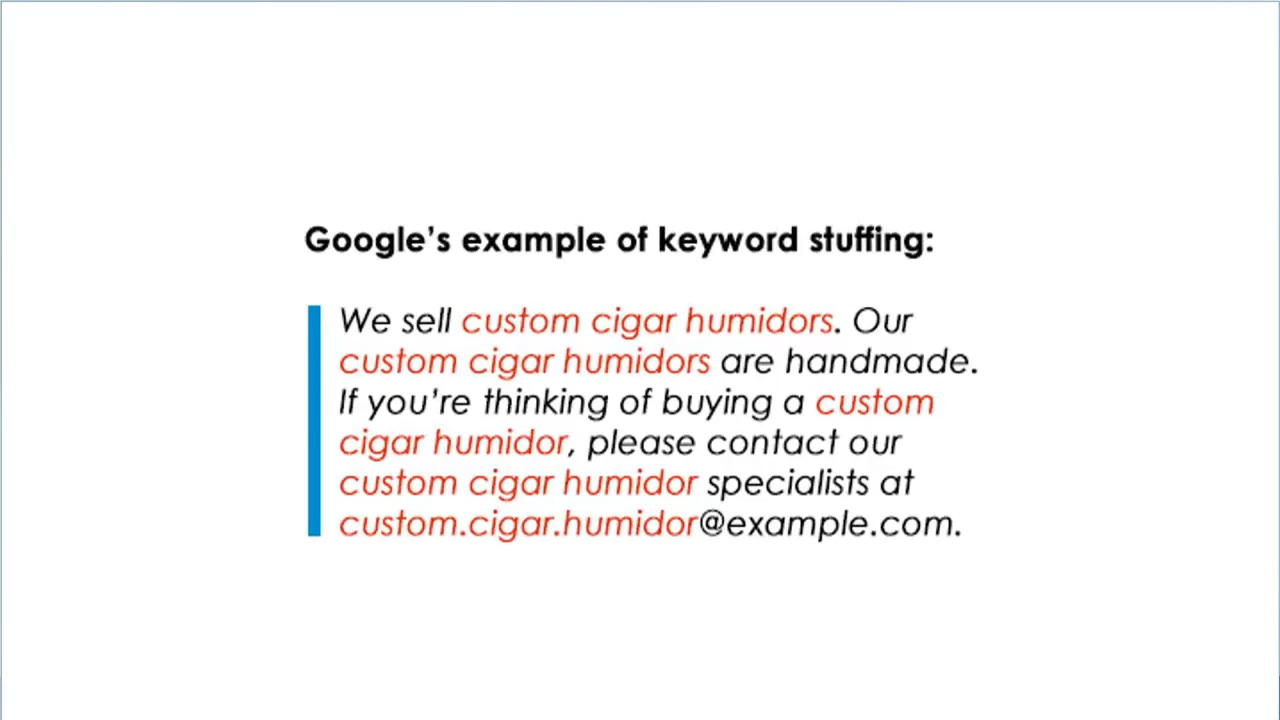 Google's example of keyword stuffing:
We sell custom cigar humidors. Our
custom cigar humidors are handmade.
If you're thinking of buying a custom
cigar humidor, please contact our
custom cigar humidor specialists at
custom.cigar.humidor@example.com.